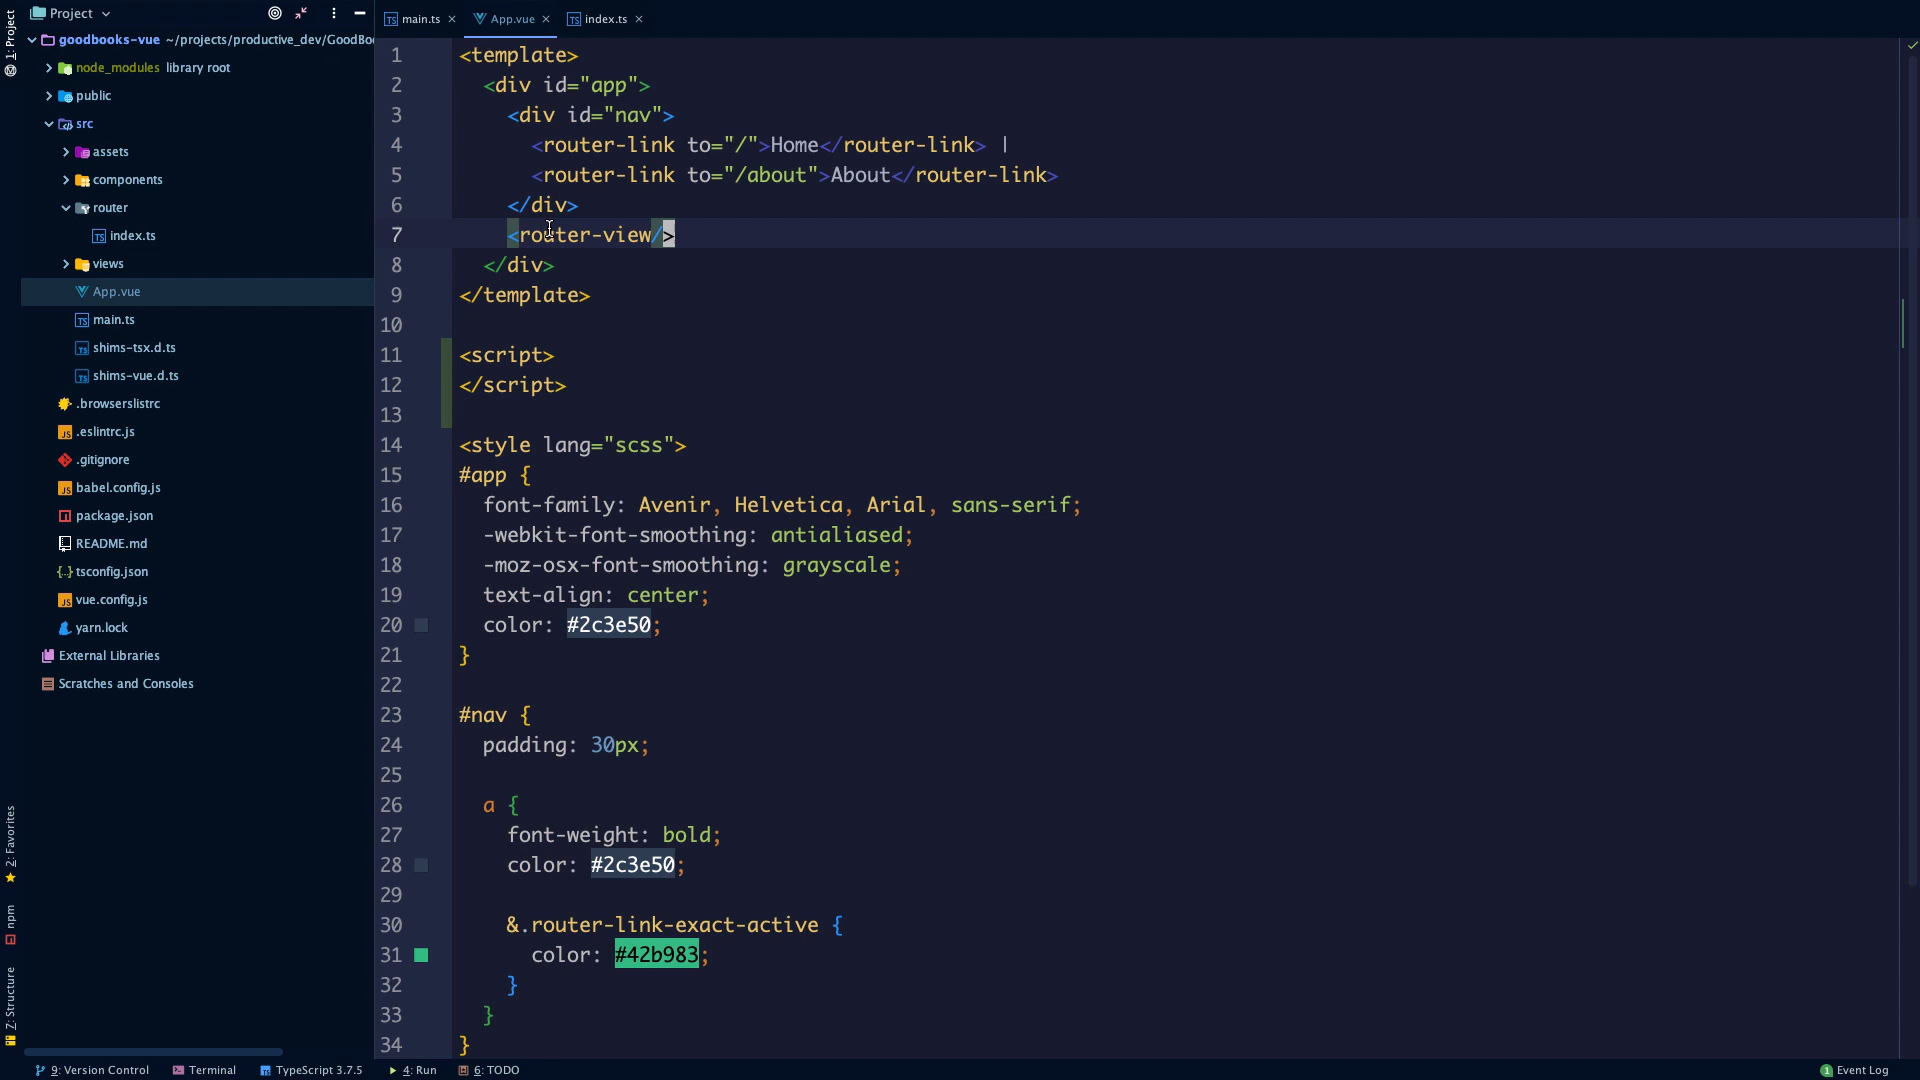 1: Project
Project
main.ts
App.vue
index.ts
goodbooks-vue ~/projects/productive_dev/GoodBo
node_modules library root
public
src
assets
components
router
index.ts
views
App.vue
main.ts
shims-tsx.d.ts
shims-vue.d.ts
.browserslistrc
.eslintrc.js
.gitignore
babel.config.js
package.json
README.md
tsconfig.json
vue.config.js
yarn.lock
External Libraries
Scratches and Consoles
2: Favorites
npm
Z: Structure
1 <template>
2 <div id="app">
3 <div id="nav">
4 <router-link to="/">Home</router-link> |
5 <router-link to="/about">About</router-link>
6 </div>
7 <router-view/>
8 </div>
9 </template>
10
11 <script>
12 </script>
13
14 <style lang="scss">
15 #app {
16 font-family: Avenir, Helvetica, Arial, sans-serif;
17 -webkit-font-smoothing: antialiased;
18 -moz-osx-font-smoothing: grayscale;
19 text-align: center;
20 color: #2c3e50;
21 }
22
23 #nav {
24 padding: 30px;
25
26 a {
27 font-weight: bold;
28 color: #2c3e50;
29
30 &.router-link-exact-active {
31 color: #42b983;
32 }
33 }
34 }
9: Version Control
Terminal
TypeScript 3.7.5
4: Run
6: TODO
1 Event Log